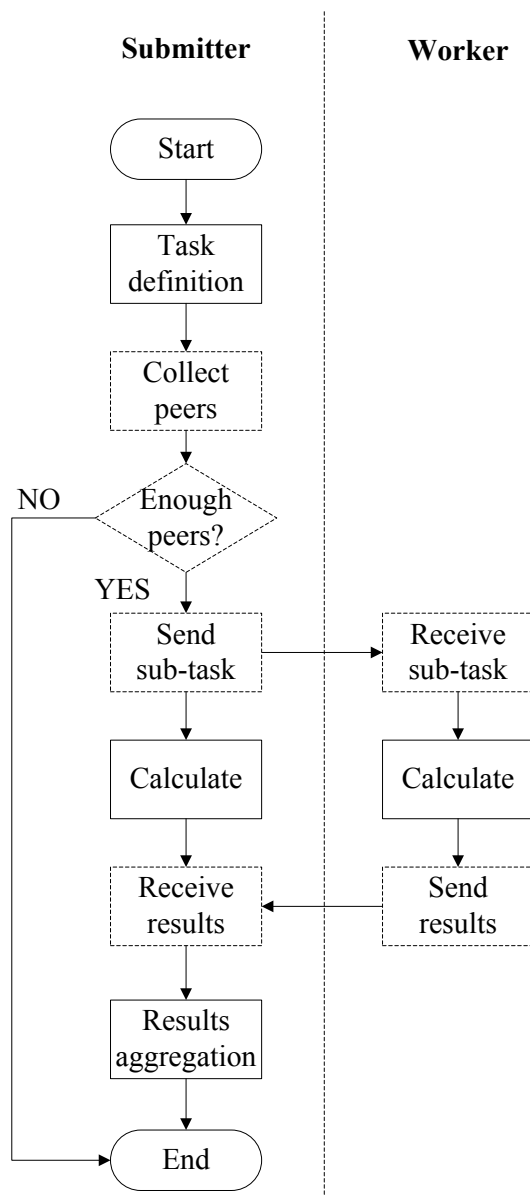 Submitter
Worker
Start
Task
definition
Collect
peers
NO
Enough
peers?
YES
Send
sub-task
Receive
sub-task
Calculate
Calculate
Receive
results
Send
results
Results
aggregation
End